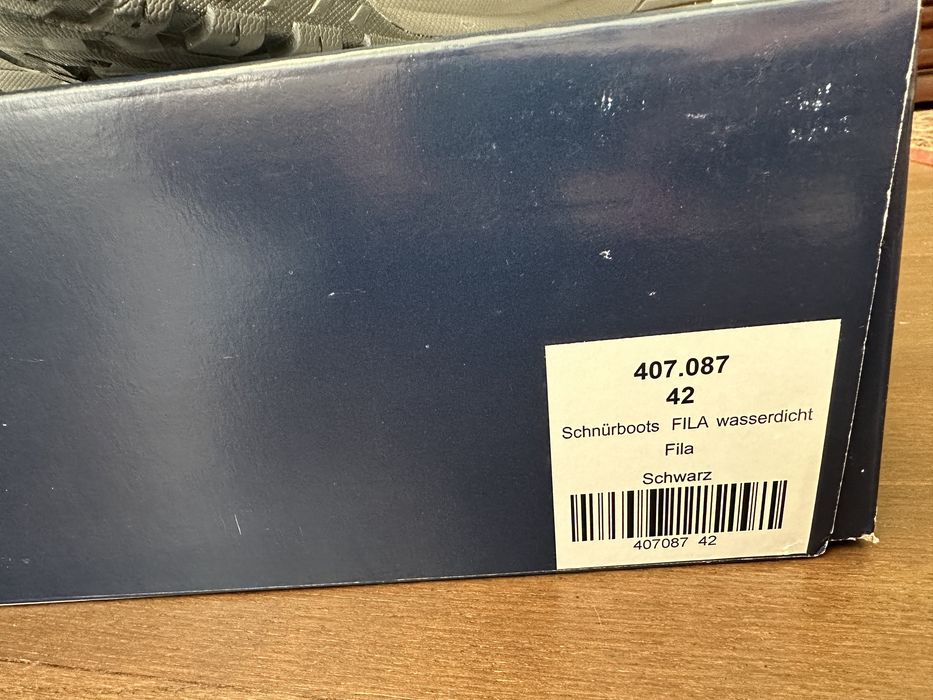 407.087
42
Schnürboots FILA wasserdicht
Fila
Schwarz
407087 42